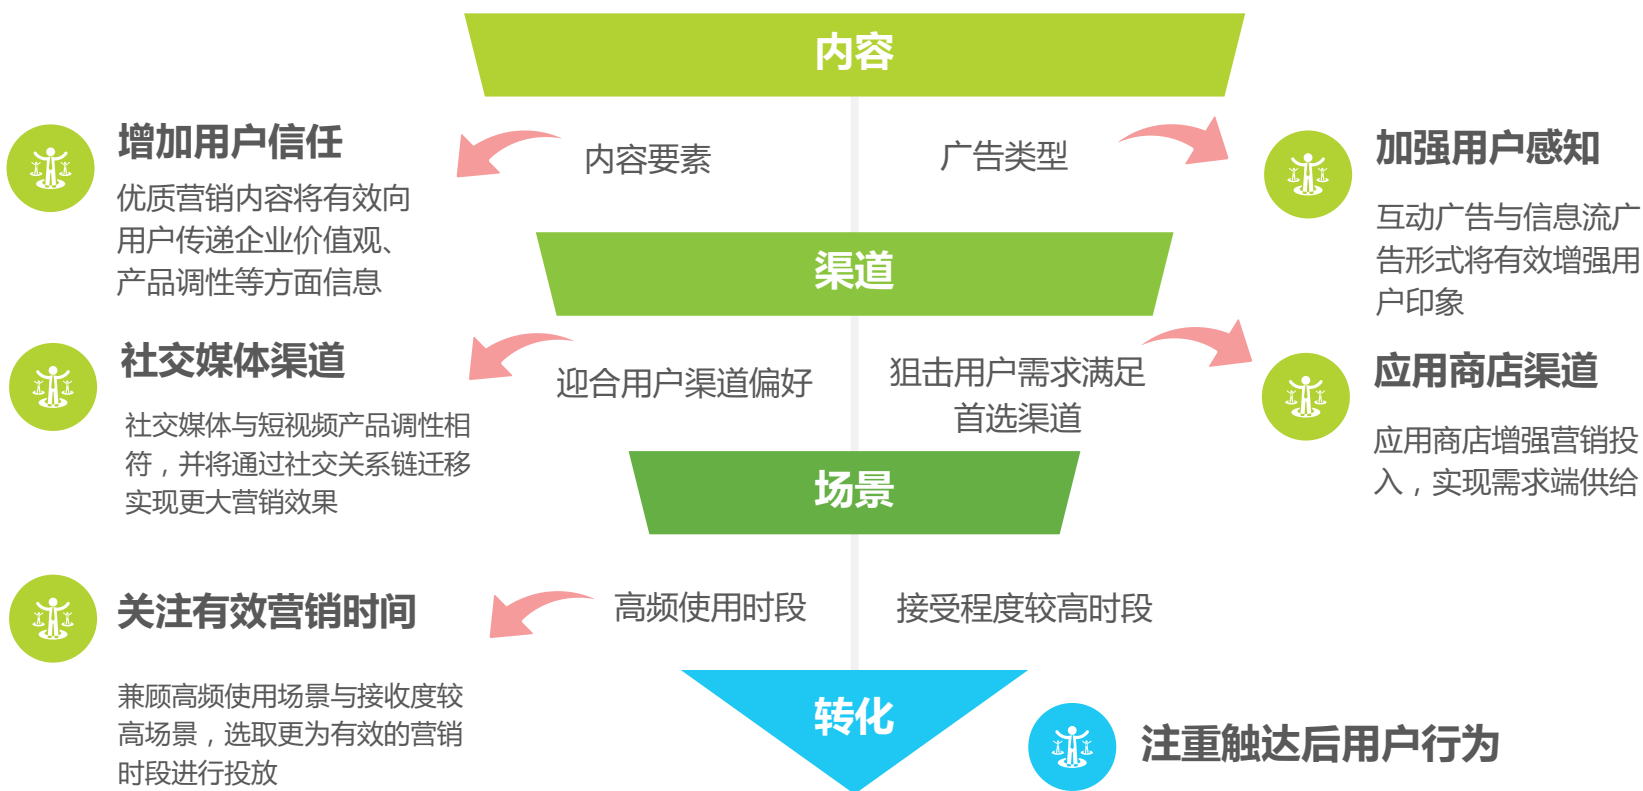 内容
增加用户信任
优质营销内容将有效向
用户传递企业价值观、
产品调性等方面信息
内容要素
广告类型
加强用户感知
互动广告与信息流广
告形式将有效增强用
户印象
渠道
社交媒体渠道
社交媒体与短视频产品调性相
符，并将通过社交关系链迁移
实现更大营销效果
迎合用户渠道偏好
狙击用户需求满足
首选渠道
应用商店渠道
应用商店增强营销投
入，实现需求端供给
场景
关注有效营销时间
兼顾高频使用场景与接收度较
高场景，选取更为有效的营销
时段进行投放
高频使用时段
接受程度较高时段
转化
注重触达后用户行为